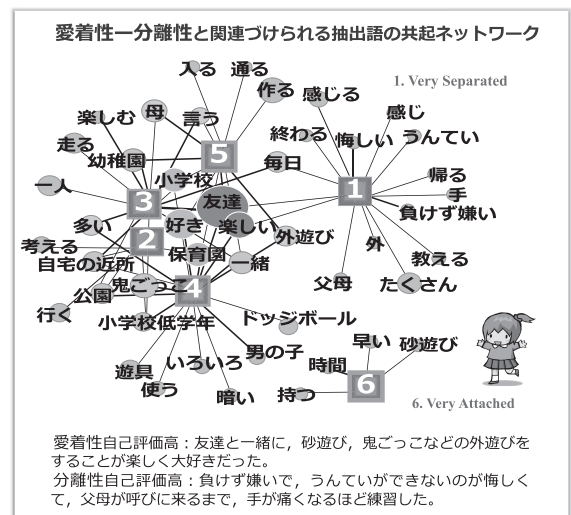 愛着性ー分離性と関連づけられる抽出語の共起ネットワーク
入る
通る
作る
感じる
1. Very Separated
楽しむ
母
言う
終わる
悔しい
感じ
うんてい
走る
幼稚園
5
毎日
一人
小学校
3
友達
1
帰る
手
負けず嫌い
多い
好き
楽しい
外遊び
外
考える
2
自宅の近所
保育園
一緒
教える
公園
鬼ごっこ
4
父母
たくさん
行く
小学校低学年
ドッジボール
遊具
いろいろ
男の子
早い
砂遊び
使う
暗い
時間
持つ
6
6. Very Attached
愛着性自己評価高：友達と一緒に，砂遊び，鬼ごっこなどの外遊びを
することが楽しく大好きだった。
分離性自己評価高：負けず嫌いで，うんていができないのが悔しく
て，父母が呼びに来るまで，手が痛くなるほど練習した。